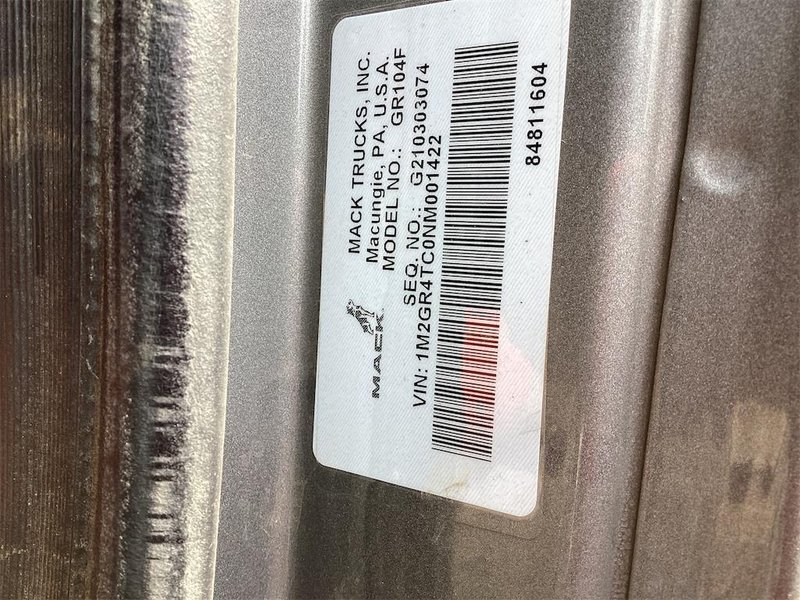 MACK
MACK TRUCKS, INC.
Macungie, PA, U.S.A.
MODEL NO.: GR104F
SEQ. NO.: G210303074
VIN: 1M2GR4TC0NM001422
84811604